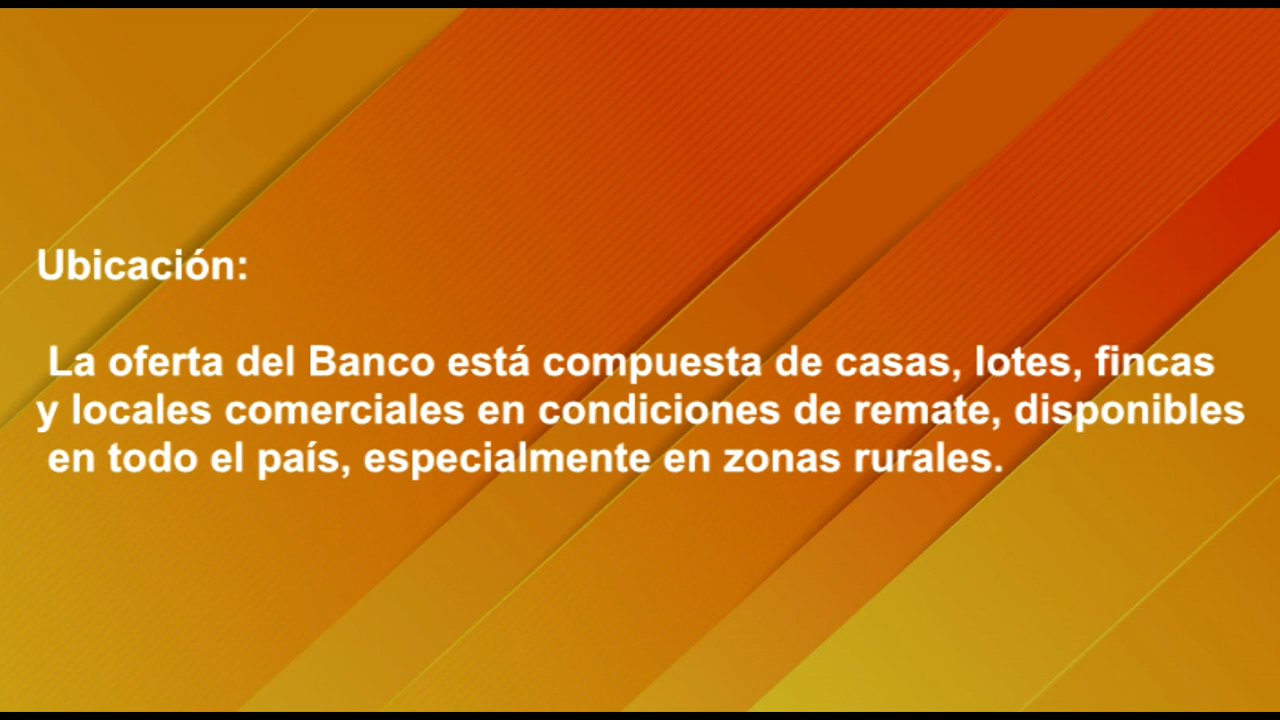 Ubicación:
La oferta del Banco está compuesta de casas, lotes, fincas
y locales comerciales en condiciones de remate, disponibles
en todo el país, especialmente en zonas rurales.